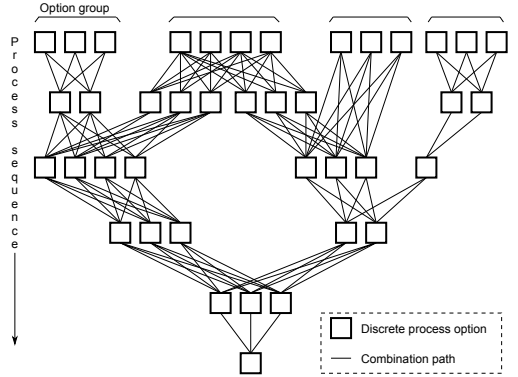 Option group
Process sequence
Discrete process option
Combination path